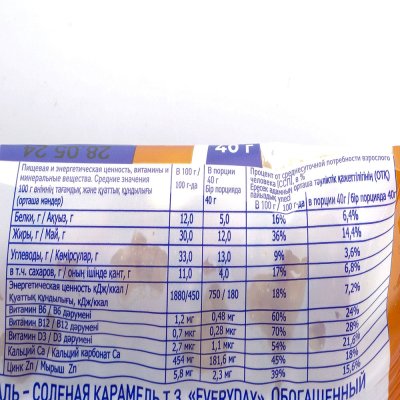 28.05.24
40 г
Пищевая и энергетическая ценность, витамины и
минеральные вещества. Средние значения
100 г өнімнің тағамдық және қуаттық құндылығы
(орташа мәндер)
В 100 г/
100 г-да
В порции
40 г
Бір порцияда
40 г
Процент от среднесуточной потребности взрослого
человека (ССП), в %
Ересек адамның орташа тәуліктік қажеттілігінің (ОТҚ)
пайыздық үлесі
В 100 г / 100 г-да
в порции 40г / бір порцияда 40г
Белки, г / Ақуыз, г 12,0 5,0 16% 6,4%
Жиры, г / Май, г 30,0 12,0 36% 14,4%
Углеводы, г / Көмірсулар, г 33,0 13,0 9% 3,6%
в т.ч. сахаров, г / оның ішінде қант, г 11,0 4,0 17% 6,8%
Энергетическая ценность кДж/ккал /
Қуаттық құндылығы, кДж/ккал 1880/450 750 / 180 18% 7,2%
Витамин В6 / В6 дәрумені 1,2 мг 0,48 мг 60% 24%
Витамин В12 / В12 дәрумені 0,7 мкг 0,28 мкг 70% 28%
Витамин D3 / D3 дәрумені 2,7 мкг 1,1 мкг 54% 21,6%
Кальций Са / Кальций карбонат Са 454 мг 181,6 мг 45% 18%
Цинк Zn / Мырыш Zn 5,8 мг 2,3 мг 39% 15,6%
АЛЬ – СОЛЕНАЯ КАРАМЕЛЬ Т.З. «EVERYDAY». ОБОГАЩЕННЫЙ